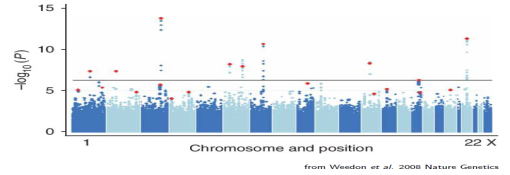 15
10
5
0
–log₁₀ (P)
1
22 X
Chromosome and position
from Weedon et al. 2008 Nature Genetics